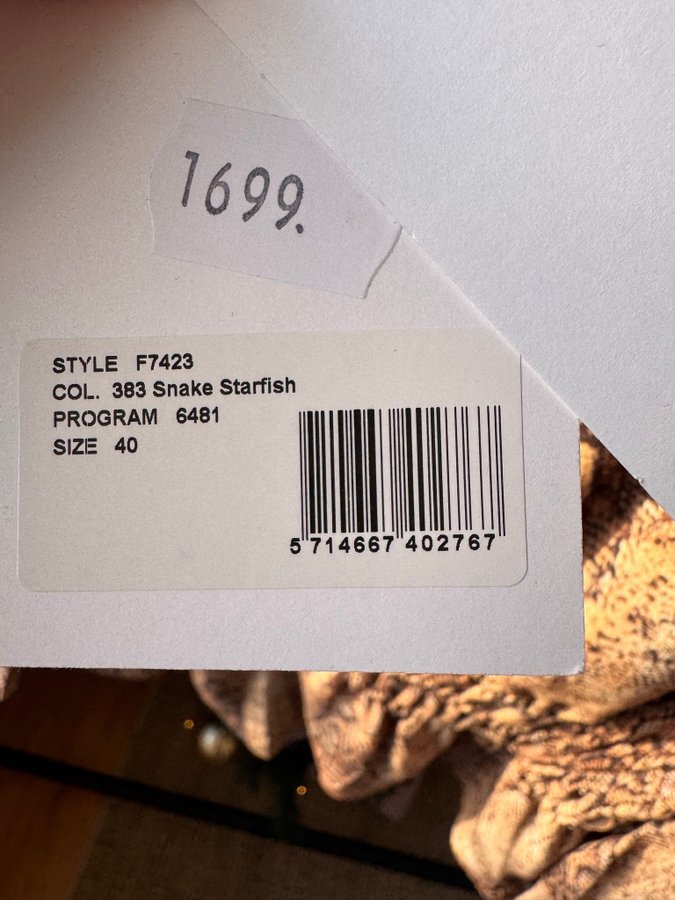 1699.
STYLE F7423
COL. 383 Snake Starfish
PROGRAM 6481
SIZE 40
5 714667 402767